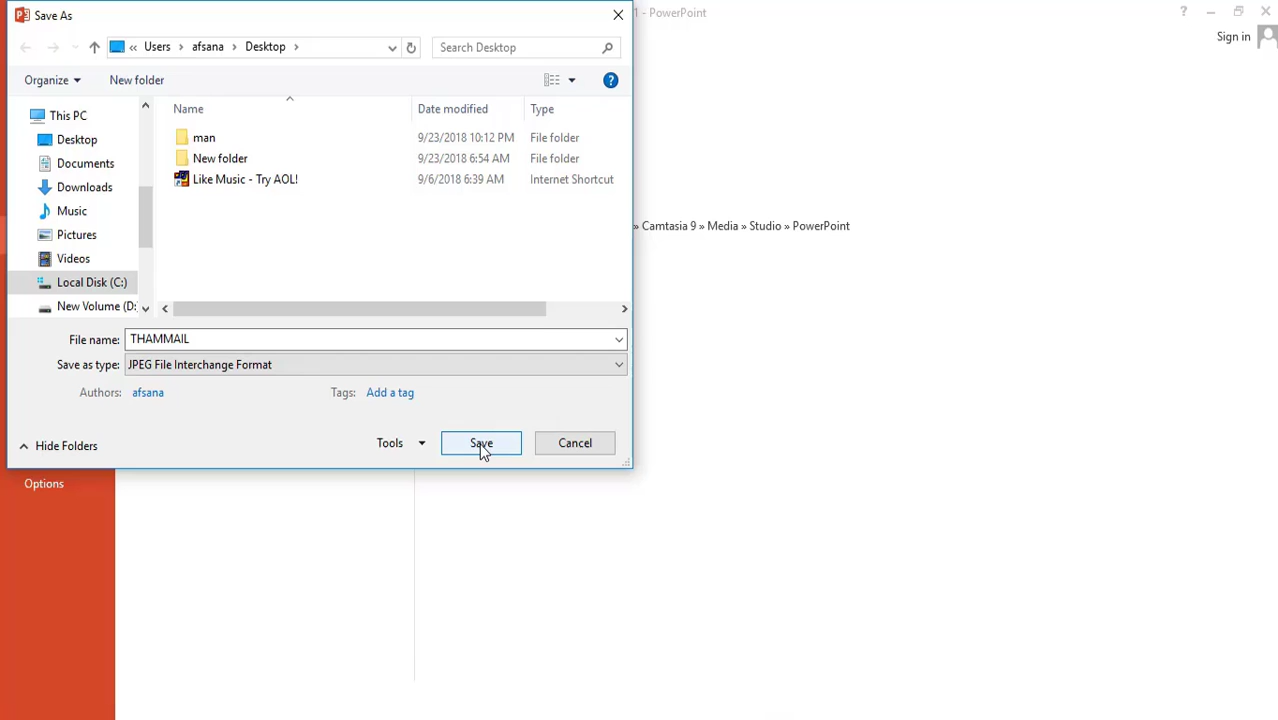 Save As
1 - PowerPoint
?
Sign in
« Users › afsana › Desktop ›
Search Desktop
Organize
New folder
?
Name
Date modified
Type
This PC
Desktop
Documents
Downloads
Music
Pictures
Videos
Local Disk (C:)
New Volume (D:
man 9/23/2018 10:12 PM File folder
New folder 9/23/2018 6:54 AM File folder
Like Music - Try AOL! 9/6/2018 6:39 AM Internet Shortcut
» Camtasia 9 » Media » Studio » PowerPoint
File name: THAMMAIL
Save as type: JPEG File Interchange Format
Authors: afsana
Tags: Add a tag
Hide Folders
Tools
Save
Cancel
Options